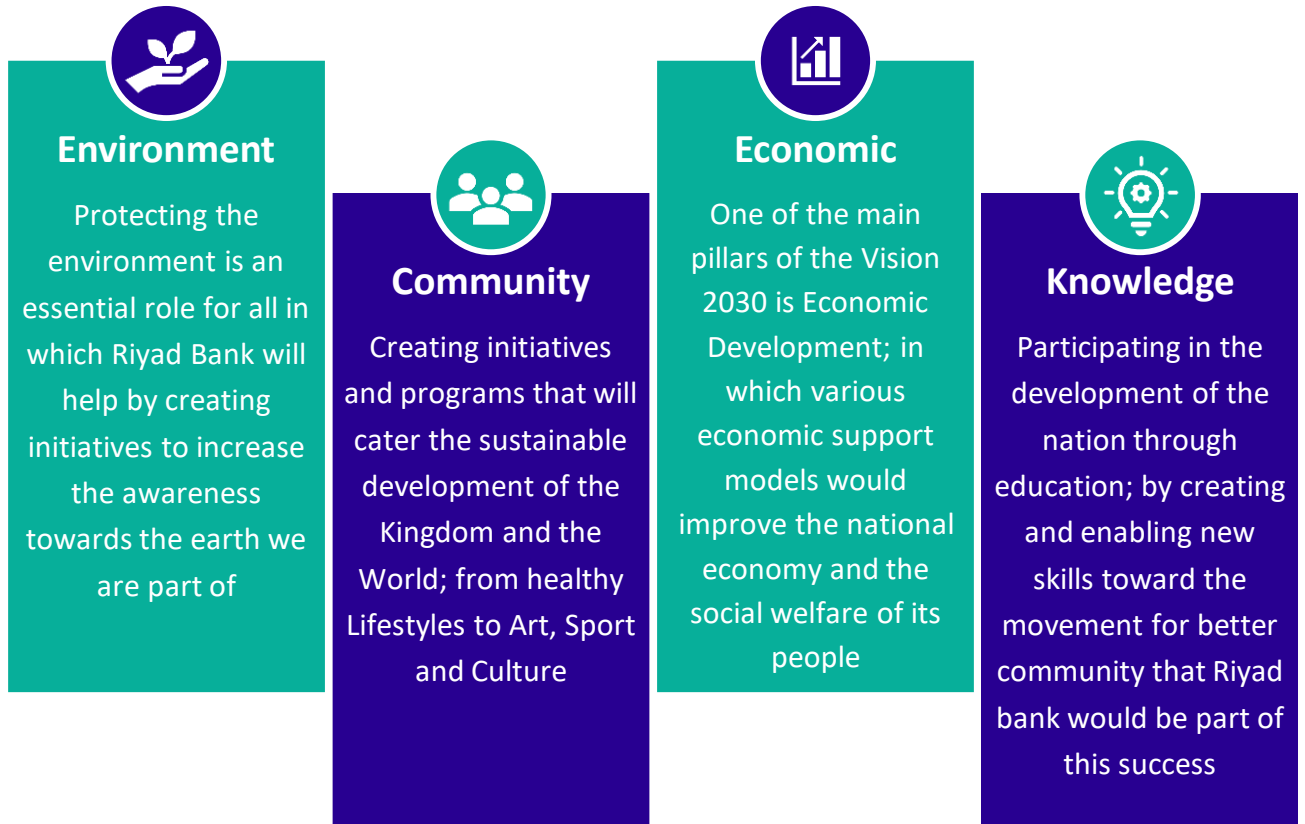 Environment
Protecting the
environment is an
essential role for all in
which Riyad Bank will
help by creating
initiatives to increase
the awareness
towards the earth we
are part of
Community
Creating initiatives
and programs that will
cater the sustainable
development of the
Kingdom and the
World; from healthy
Lifestyles to Art, Sport
and Culture
Economic
One of the main
pillars of the Vision
2030 is Economic
Development; in
which various
economic support
models would
improve the national
economy and the
social welfare of its
people
Knowledge
Participating in the
development of the
nation through
education; by creating
and enabling new
skills toward the
movement for better
community that Riyad
bank would be part of
this success